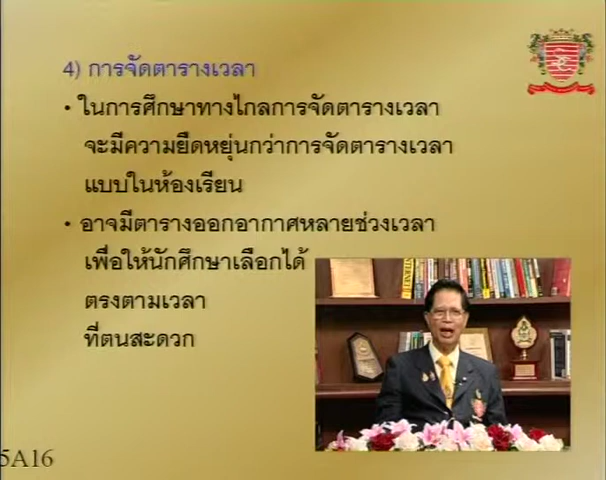 4) การจัดตารางเวลา
• ในการศึกษาทางไกลการจัดตารางเวลา
จะมีความยืดหยุ่นกว่าการจัดตารางเวลา
แบบในห้องเรียน
• อาจมีตารางออกอากาศหลายช่วงเวลา
เพื่อให้นักศึกษาเลือกได้
ตรงตามเวลา
ที่ตนสะดวก
INTERNET
5A16